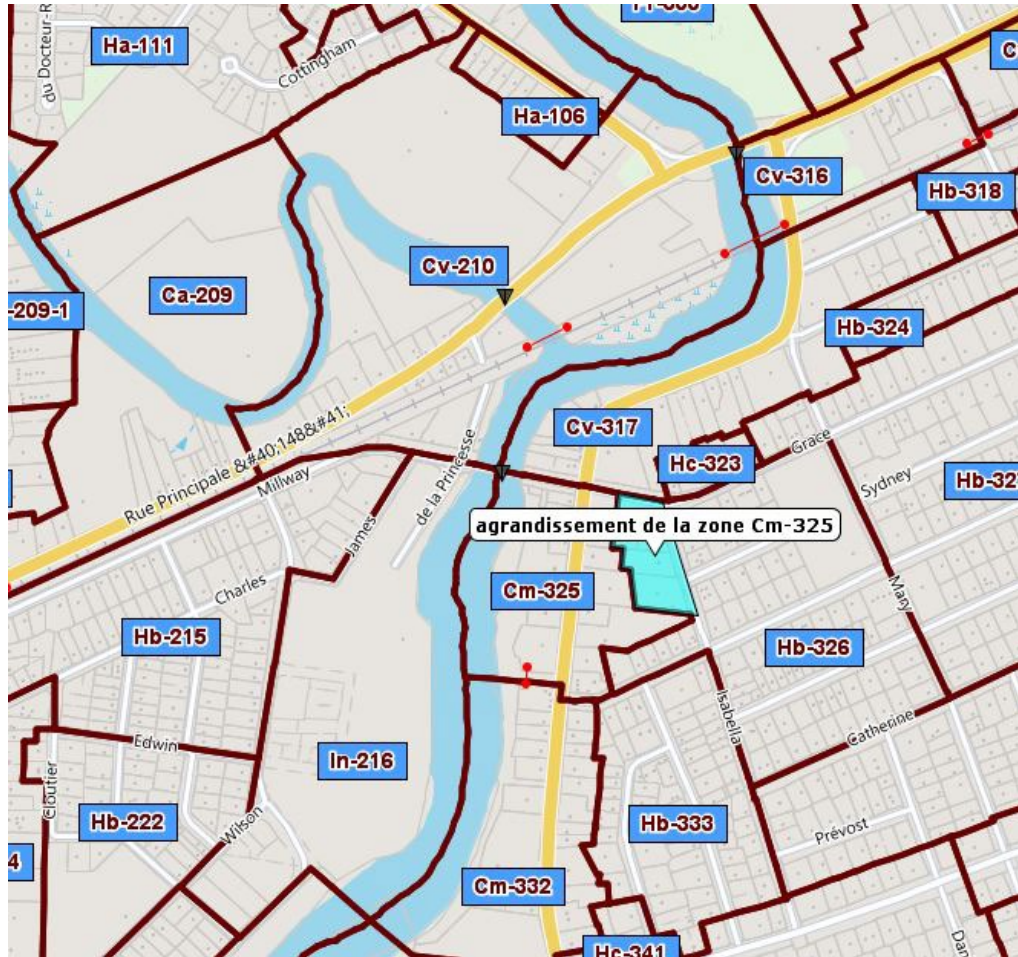 Ha-111
du Docteur-R
Cottingham
Ha-106
C
Cv-316
Hb-318
Cv-210
Ca-209
-209-1
Hb-324
Rue Principale &#40;148&#41;
Millway
de la Princesse
Cv-317
Hc-323
Grace
Sydney
Hb-32
James
agrandissement de la zone Cm-325
Charles
Cm-325
Mary
Hb-215
Hb-326
Isabella
Catherine
Edwin
In-216
Cloutier
Hb-222
Wilson
Hb-333
Prévost
4
Cm-332
Hc-341
Dan